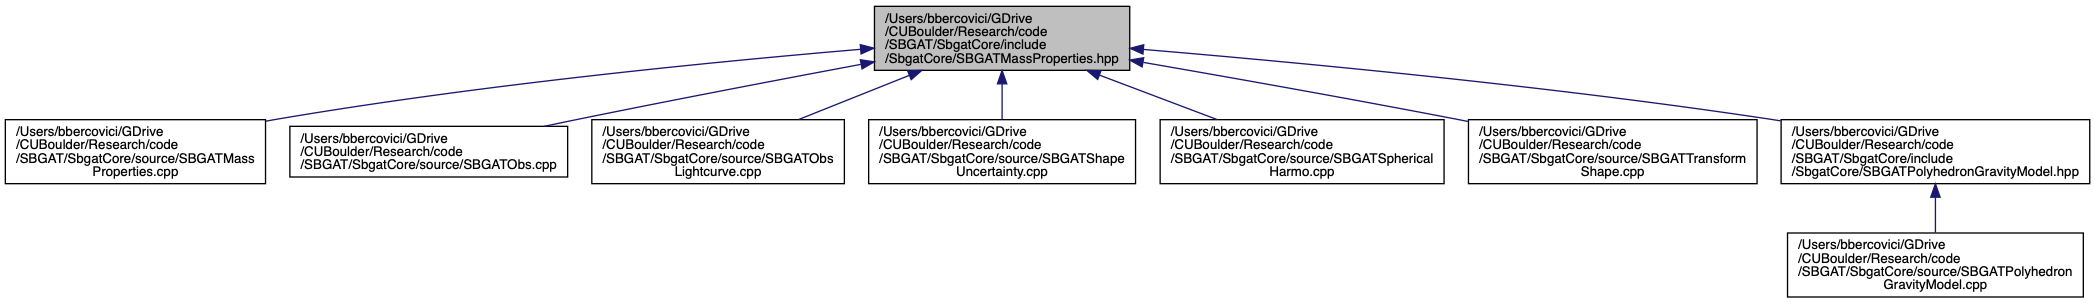 /Users/bbercovici/GDrive
/CUBoulder/Research/code
/SBGAT/SbgatCore/include
/SbgatCore/SBGATMassProperties.hpp
/Users/bbercovici/GDrive
/CUBoulder/Research/code
/SBGAT/SbgatCore/source/SBGATMass
Properties.cpp
/Users/bbercovici/GDrive
/CUBoulder/Research/code
/SBGAT/SbgatCore/source/SBGATObs.cpp
/Users/bbercovici/GDrive
/CUBoulder/Research/code
/SBGAT/SbgatCore/source/SBGATObs
Lightcurve.cpp
/Users/bbercovici/GDrive
/CUBoulder/Research/code
/SBGAT/SbgatCore/source/SBGATShape
Uncertainty.cpp
/Users/bbercovici/GDrive
/CUBoulder/Research/code
/SBGAT/SbgatCore/source/SBGATSpherical
Harmo.cpp
/Users/bbercovici/GDrive
/CUBoulder/Research/code
/SBGAT/SbgatCore/source/SBGATTransform
Shape.cpp
/Users/bbercovici/GDrive
/CUBoulder/Research/code
/SBGAT/SbgatCore/include
/SbgatCore/SBGATPolyhedronGravityModel.hpp
/Users/bbercovici/GDrive
/CUBoulder/Research/code
/SBGAT/SbgatCore/source/SBGATPolyhedron
GravityModel.cpp